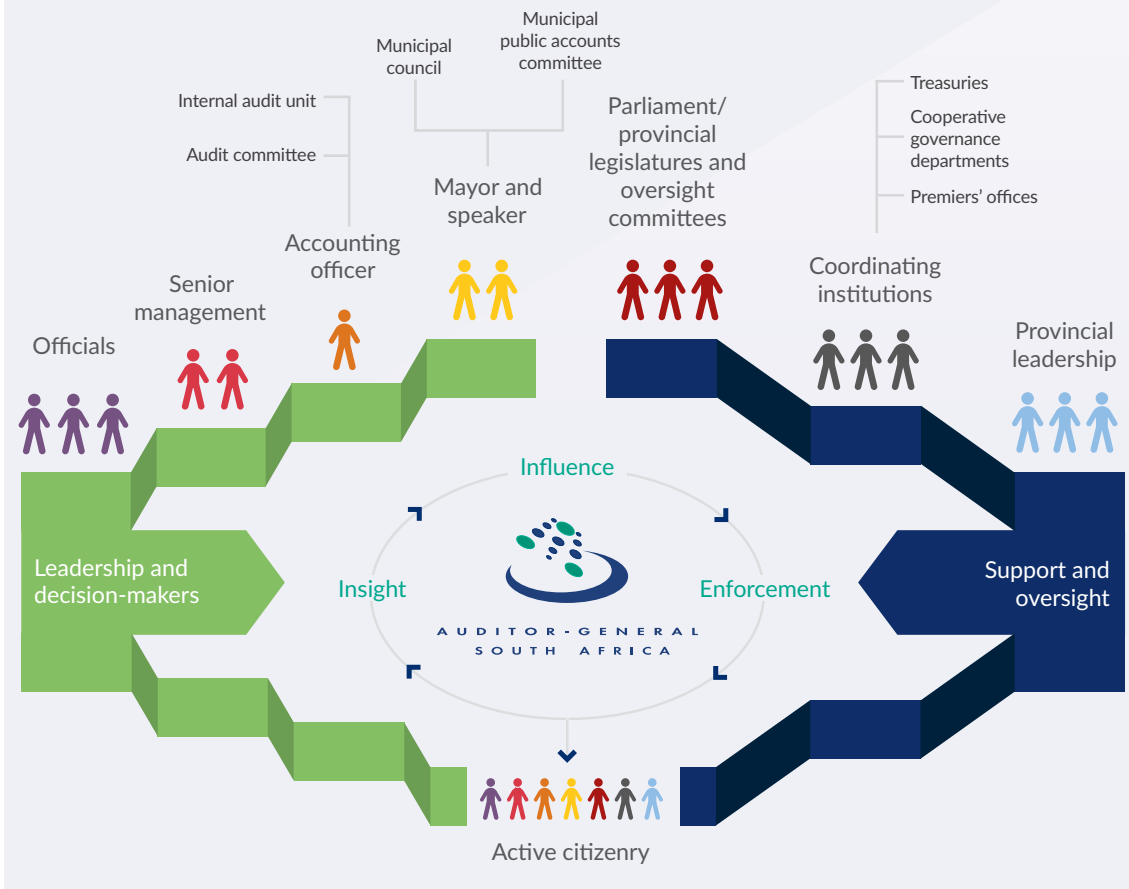 Municipal
council
Municipal
public accounts
committee
Internal audit unit
Audit committee
Treasuries
Cooperative
governance
departments
Premiers’ offices
Officials
Senior
management
Accounting
officer
Mayor and
speaker
Parliament/
provincial
legislatures and
oversight
committees
Coordinating
institutions
Provincial
leadership
Influence
Leadership and
decision-makers
Insight
Enforcement
Support and
oversight
AUDITOR-GENERAL
SOUTH AFRICA
Active citizenry